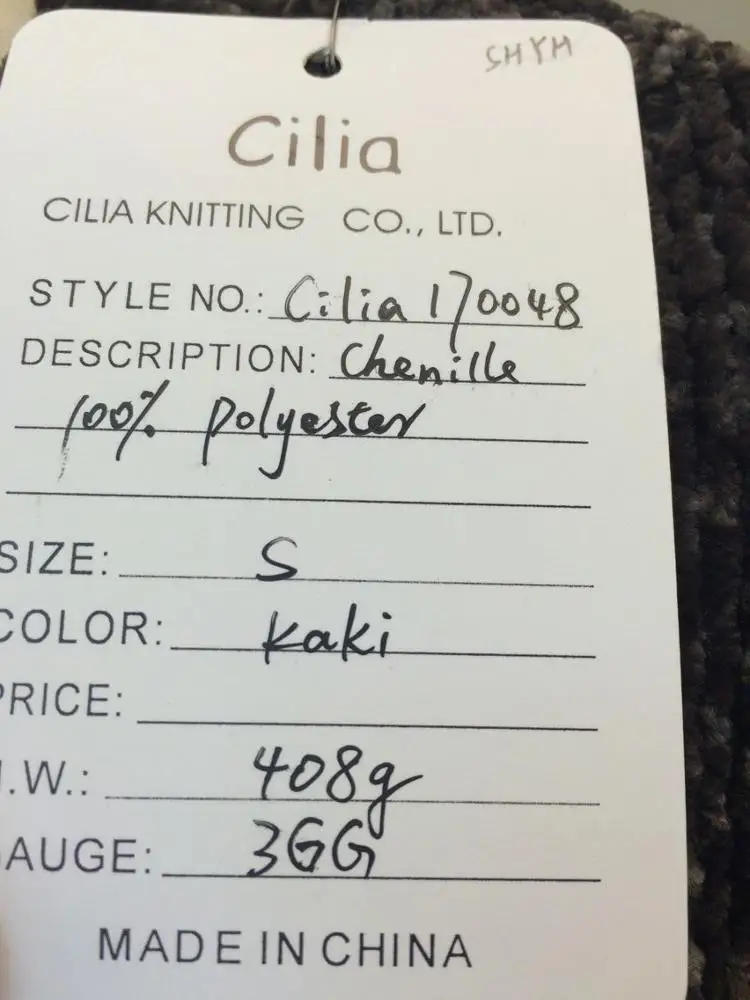 SHYM
Cilia
CILIA KNITTING CO., LTD.
STYLE NO.: Cilia 170048
DESCRIPTION: Chenille
100% polyester
SIZE: S
COLOR: kaki
PRICE:
.W.: 408g
AUGE: 3GG
MADE IN CHINA